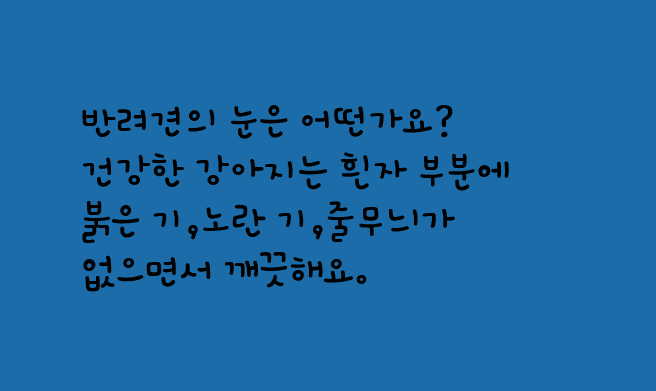 반려견의 눈은 어떤가요?
건강한 강아지는 흰자 부분에
붉은 기,노란 기,줄무늬가
없으면서 깨끗해요.